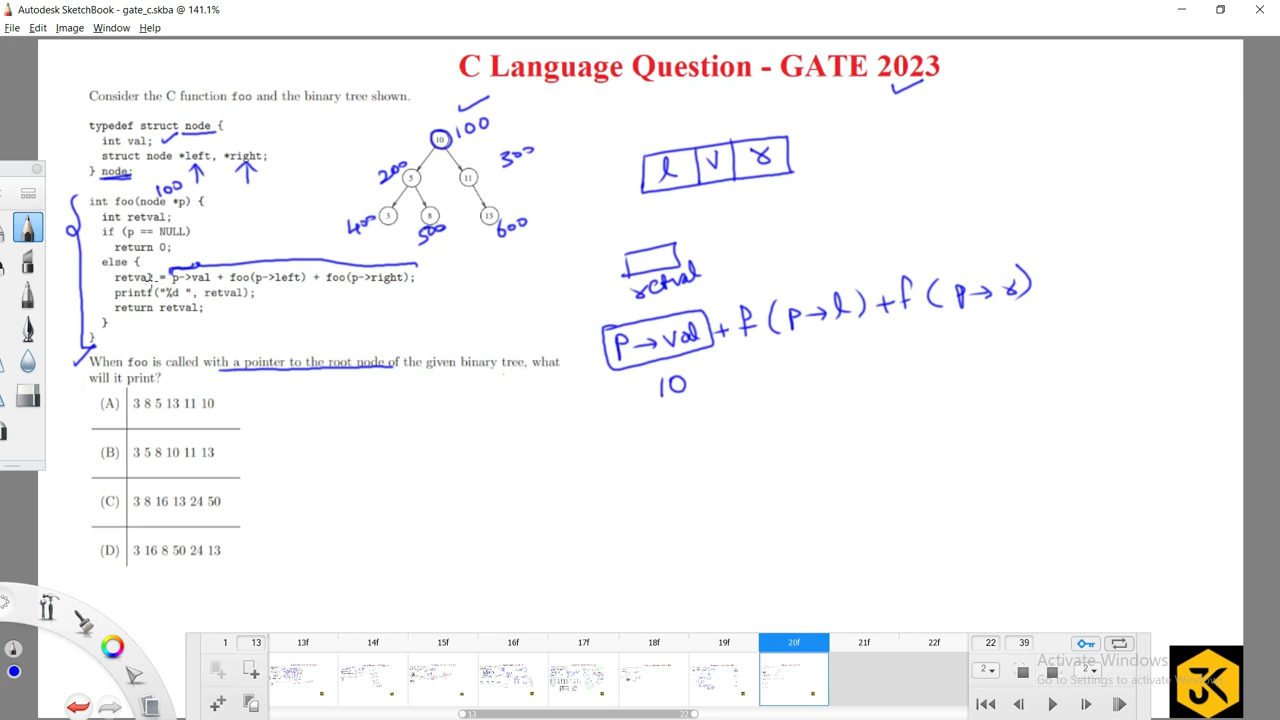 Autodesk SketchBook - gate_c.skba @ 141.1%
File Edit Image Window Help
C Language Question - GATE 2023
Consider the C function foo and the binary tree shown.
typedef struct node {
int val;
struct node *left, *right;
} node;
100
int foo(node *p) {
int retval;
if (p == NULL)
return 0;
else {
retval = p->val + foo(p->left) + foo(p->right);
printf("%d ", retval);
return retval;
}
}
When foo is called with a pointer to the root node of the given binary tree, what
will it print?
(A) 3 8 5 13 11 10
(B) 3 5 8 10 11 13
(C) 3 8 16 13 24 50
(D) 3 16 8 50 24 13
10 100
200 5 11 300
400 3 8 500 13 600
l v r
retval
p→val + f(p→l) + f(p→r)
10
1 13 13f 14f 15f 16f 17f 18f 19f 20f 21f 22f 22 39
2 2
13 22
Activate Windows
Go to Settings to activate Windows.
JK